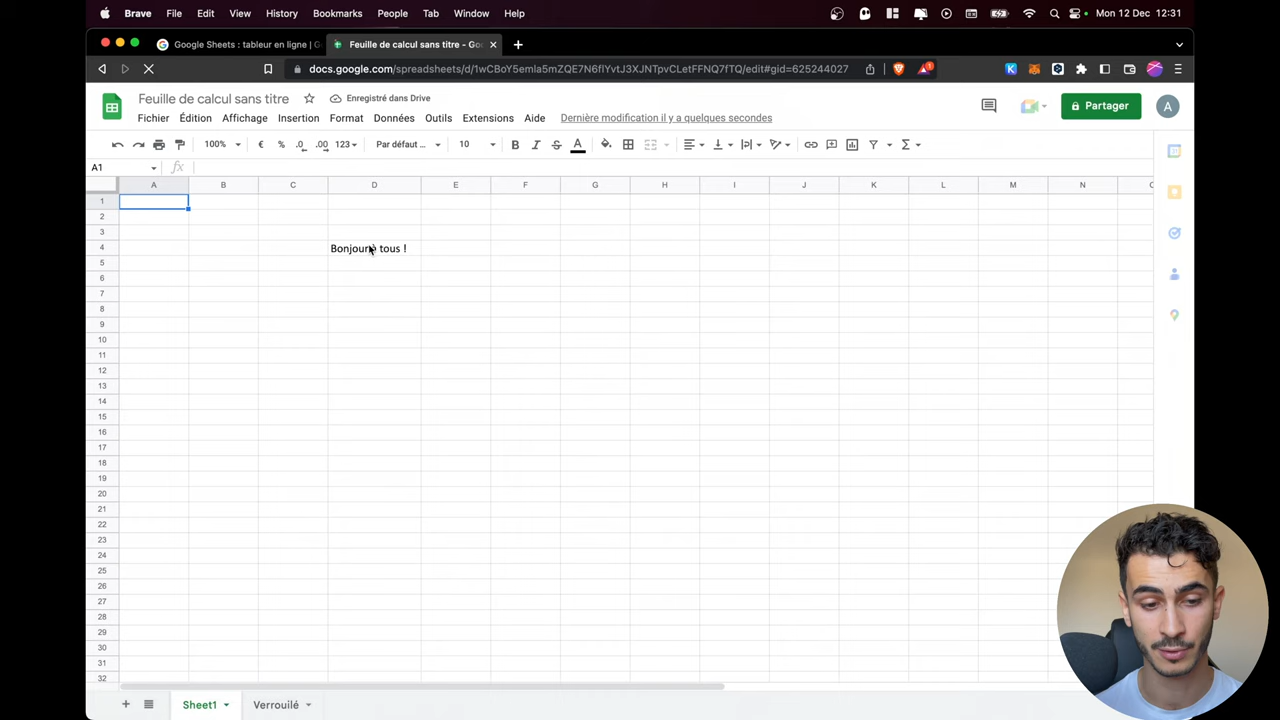 Brave File Edit View History Bookmarks People Tab Window Help Mon 12 Dec 12:31
Google Sheets : tableur en ligne | G Feuille de calcul sans titre - Goo
docs.google.com/spreadsheets/d/1wCBoY5emla5mZQE7N6flYvtJ3XJNTpvCLetFFNQ7fTQ/edit#gid=625244027
Feuille de calcul sans titre Enregistré dans Drive
Partager A
Fichier Édition Affichage Insertion Format Données Outils Extensions Aide Dernière modification il y a quelques secondes
100% € % .0 .00 123 Par défaut ... 10 B I S A Σ
A1 fx
A B C D E F G H I J K L M N
1
2
3
4 Bonjour à tous !
5
6
7
8
9
10
11
12
13
14
15
16
17
18
19
20
21
22
23
24
25
26
27
28
29
30
31
32
Sheet1 Verrouilé